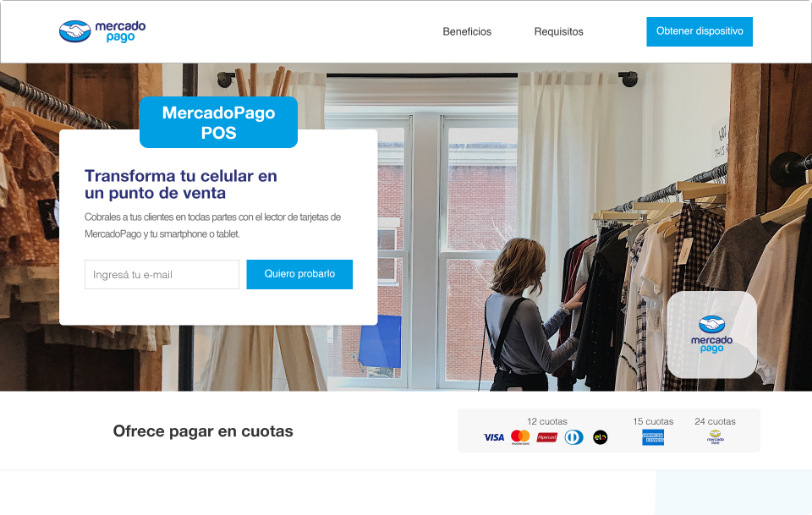 mercado
pago
Beneficios
Requisitos
Obtener dispositivo
MercadoPago
POS
Transforma tu celular en
un punto de venta
Cobrales a tus clientes en todas partes con el lector de tarjetas de
MercadoPago y tu smartphone o tablet.
Ingresá tu e-mail
Quiero probarlo
mercado
pago
Ofrece pagar en cuotas
12 cuotas
15 cuotas
24 cuotas
VISA
elo